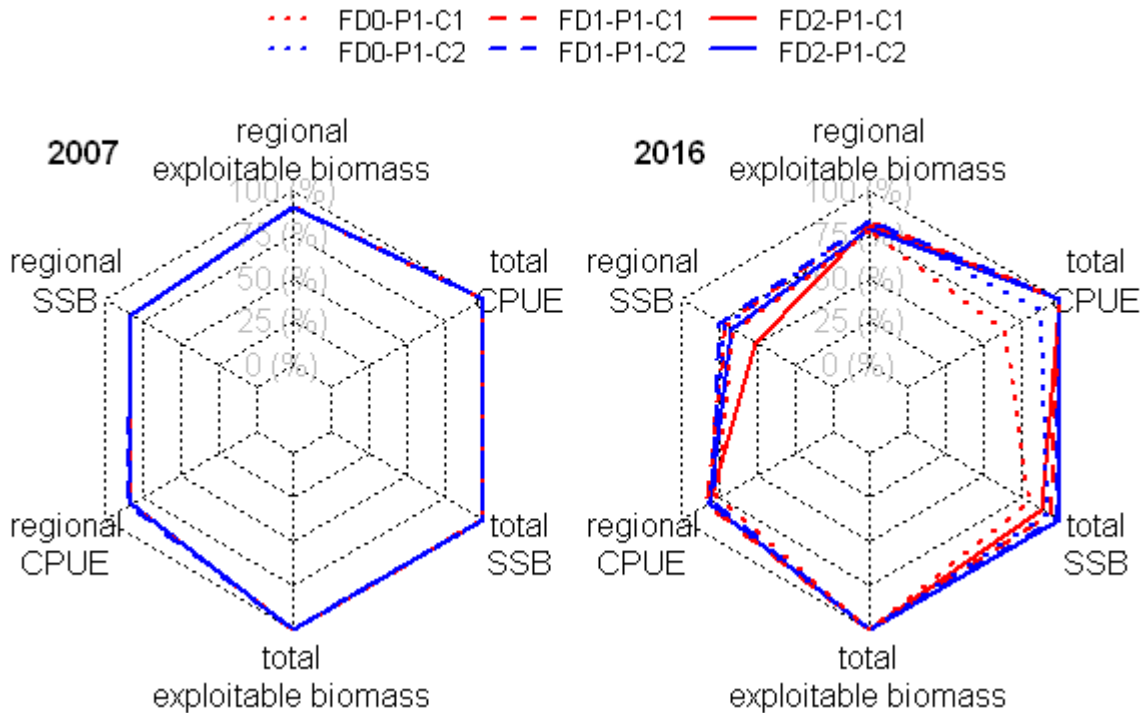 FD0-P1-C1 FD1-P1-C1 FD2-P1-C1
FD0-P1-C2 FD1-P1-C2 FD2-P1-C2
2007
regional
exploitable biomass
100 (%)
75 (%)
50 (%)
25 (%)
0 (%)
regional
SSB
total
CPUE
regional
CPUE
total
SSB
total
exploitable biomass
2016
regional
exploitable biomass
100 (%)
75 (%)
50 (%)
25 (%)
0 (%)
regional
SSB
total
CPUE
regional
CPUE
total
SSB
total
exploitable biomass